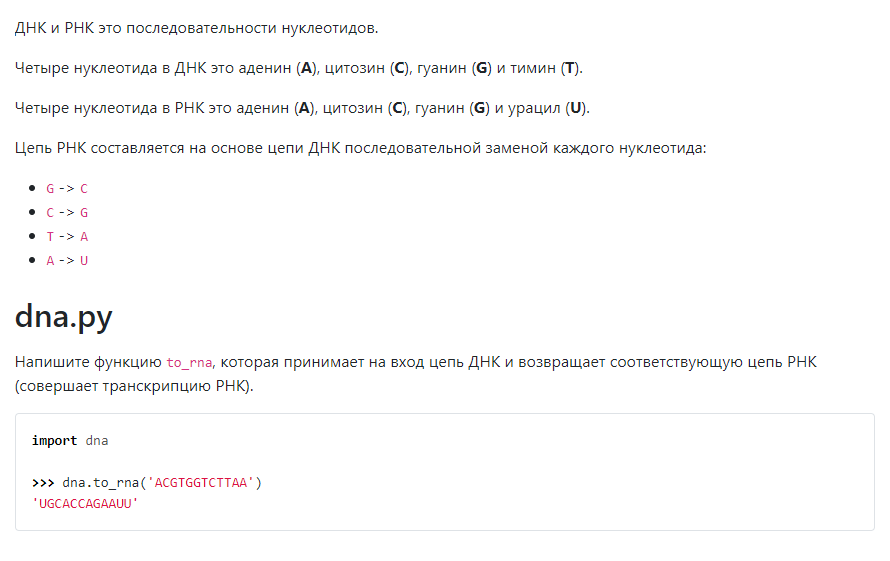 ДНК и РНК это последовательности нуклеотидов.
Четыре нуклеотида в ДНК это аденин (A), цитозин (C), гуанин (G) и тимин (T).
Четыре нуклеотида в РНК это аденин (A), цитозин (C), гуанин (G) и урацил (U).
Цепь РНК составляется на основе цепи ДНК последовательной заменой каждого нуклеотида:
• G -> C
• C -> G
• T -> A
• A -> U
dna.py
Напишите функцию to_rna, которая принимает на вход цепь ДНК и возвращает соответствующую цепь РНК
(совершает транскрипцию РНК).
import dna
>>> dna.to_rna('ACGTGGTCTTAA')
'UGCACCAGAAUU'